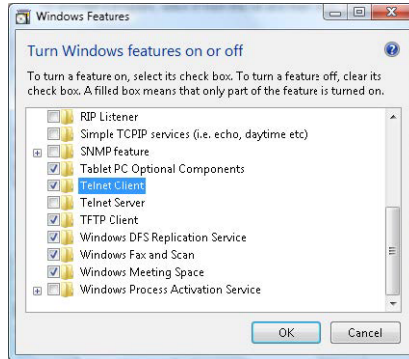 Windows Features
Turn Windows features on or off
To turn a feature on, select its check box. To turn a feature off, clear its
check box. A filled box means that only part of the feature is turned on.
RIP Listener
Simple TCPIP services (i.e. echo, daytime etc)
SNMP feature
Tablet PC Optional Components
Telnet Client
Telnet Server
TFTP Client
Windows DFS Replication Service
Windows Fax and Scan
Windows Meeting Space
Windows Process Activation Service
OK Cancel